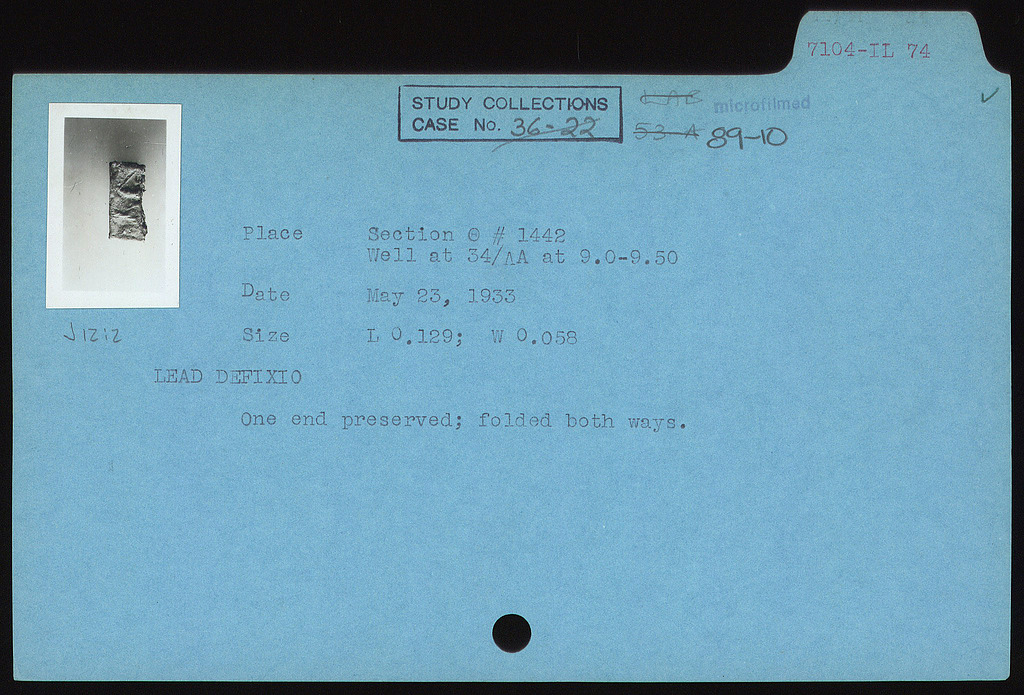 7104-IL 74
STUDY COLLECTIONS
CASE No. 36-22
microfilmed
53-A 89-10
Place Section Θ # 1442
Well at 34/ΛΑ at 9.0-9.50
Date May 23, 1933
Size L 0.129; W 0.058
LEAD DEFIXIO
One end preserved; folded both ways.